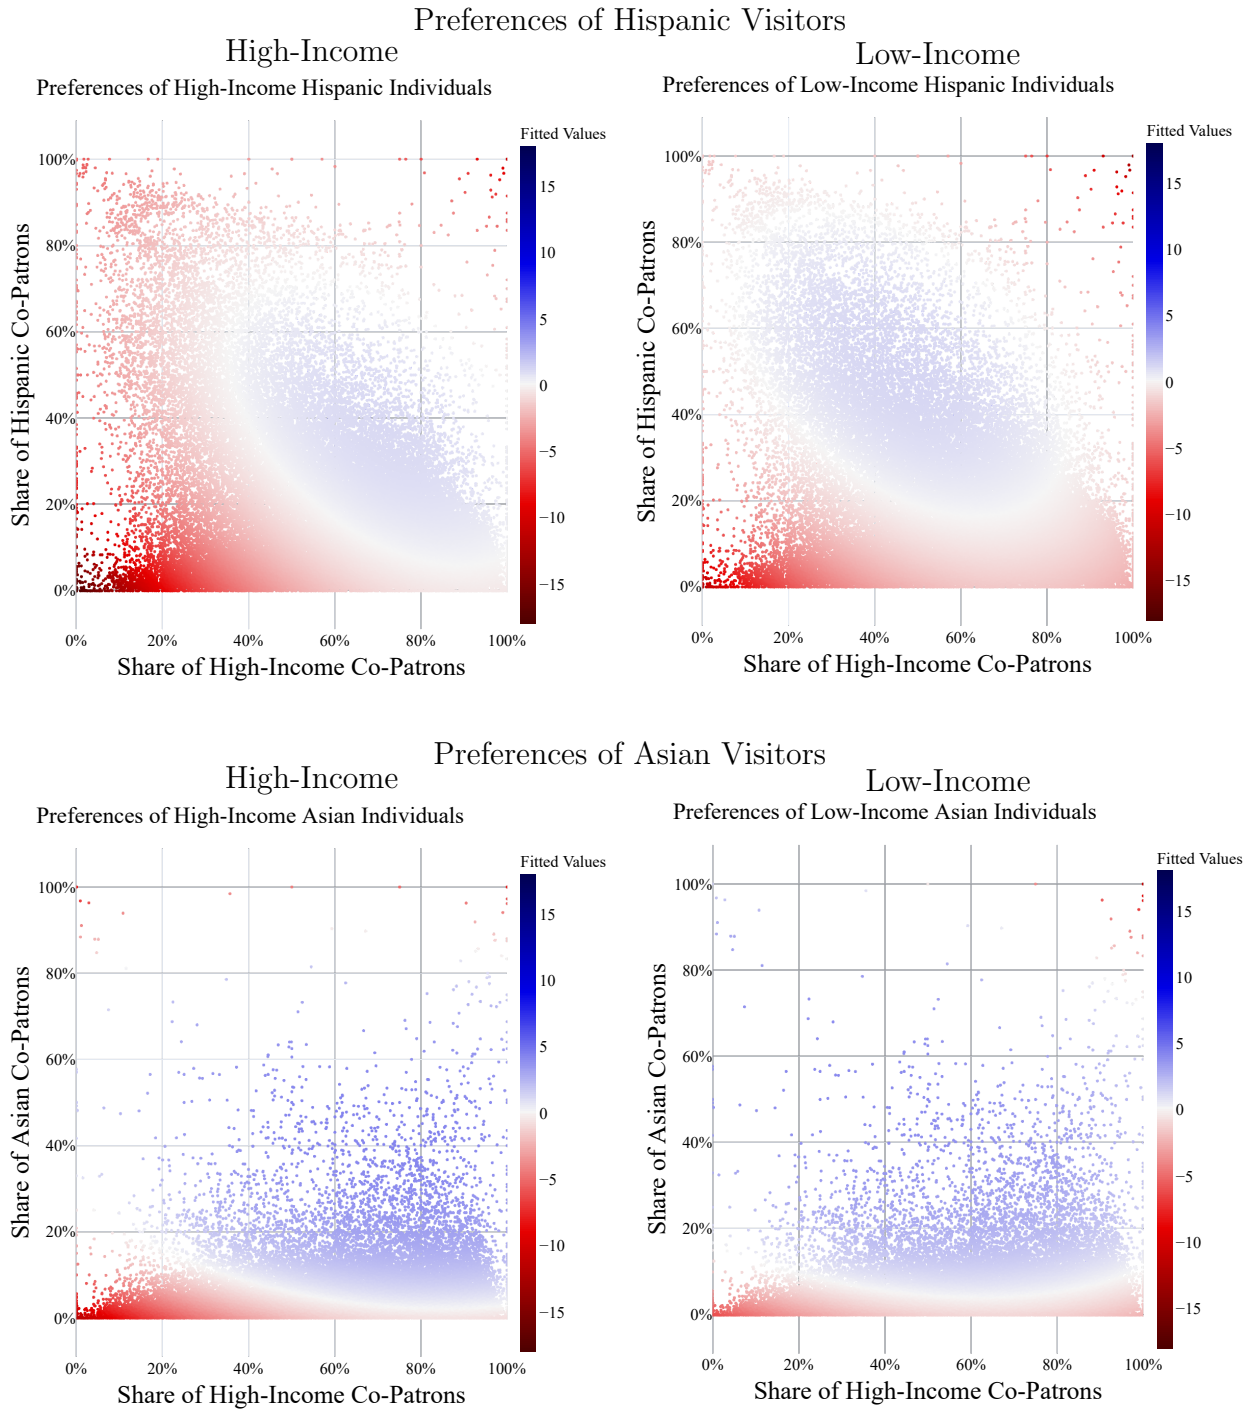 Preferences of Hispanic Visitors
High-Income
Low-Income
Preferences of High-Income Hispanic Individuals
Preferences of Low-Income Hispanic Individuals
Fitted Values
15
10
5
0
−5
−10
−15
100%
80%
60%
40%
20%
0%
Share of Hispanic Co-Patrons
0% 20% 40% 60% 80% 100%
Share of High-Income Co-Patrons
Fitted Values
15
10
5
0
−5
−10
−15
100%
80%
60%
40%
20%
0%
Share of Hispanic Co-Patrons
0% 20% 40% 60% 80% 100%
Share of High-Income Co-Patrons
Preferences of Asian Visitors
High-Income
Low-Income
Preferences of High-Income Asian Individuals
Preferences of Low-Income Asian Individuals
Fitted Values
15
10
5
0
−5
−10
−15
100%
80%
60%
40%
20%
0%
Share of Asian Co-Patrons
0% 20% 40% 60% 80% 100%
Share of High-Income Co-Patrons
Fitted Values
15
10
5
0
−5
−10
−15
100%
80%
60%
40%
20%
0%
Share of Asian Co-Patrons
0% 20% 40% 60% 80% 100%
Share of High-Income Co-Patrons